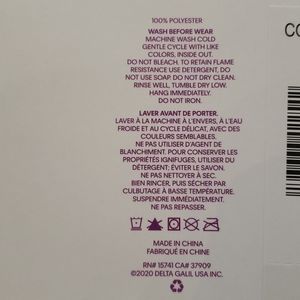 100% POLYESTER
WASH BEFORE WEAR
MACHINE WASH COLD
GENTLE CYCLE WITH LIKE
COLORS, INSIDE OUT.
DO NOT BLEACH. TO RETAIN FLAME
RESISTANCE USE DETERGENT, DO
NOT USE SOAP. DO NOT DRY CLEAN.
RINSE WELL, TUMBLE DRY LOW.
HANG IMMEDIATELY.
DO NOT IRON.
LAVER AVANT DE PORTER.
LAVER À LA MACHINE À L'ENVERS, À L'EAU
FROIDE ET AU CYCLE DÉLICAT, AVEC DES
COULEURS SEMBLABLES.
NE PAS UTILISER D'AGENT DE
BLANCHIMENT. POUR CONSERVER LES
PROPRIÉTÉS IGNIFUGES, UTILISER DU
DÉTERGENT; ÉVITER LE SAVON.
NE PAS NETTOYER À SEC.
BIEN RINCER, PUIS SÉCHER PAR
CULBUTAGE À BASSE TEMPÉRATURE.
SUSPENDRE IMMÉDIATEMENT.
NE PAS REPASSER.
MADE IN CHINA
FABRIQUÉ EN CHINE
RN# 15741 CA# 37909
©2020 DELTA GALIL USA INC.
CO